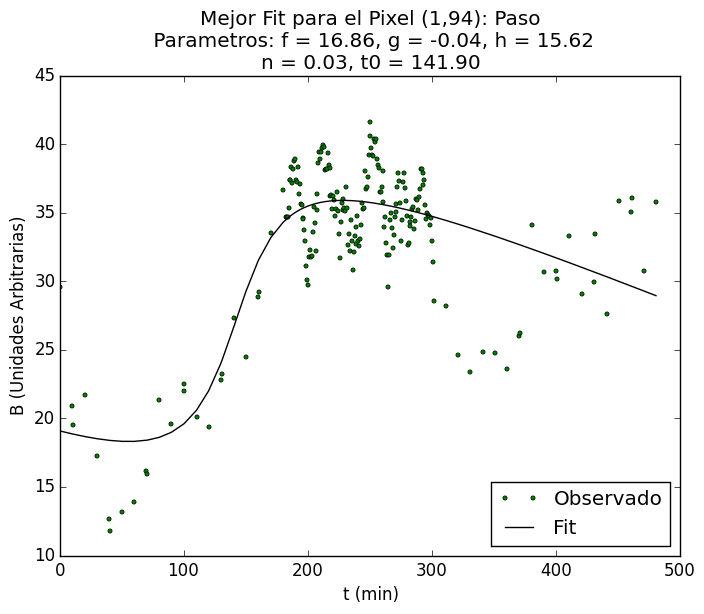 Mejor Fit para el Pixel (1,94): Paso
Parametros: f = 16.86, g = -0.04, h = 15.62
n = 0.03, t0 = 141.90
45
40
35
30
25
20
15
10
B (Unidades Arbitrarias)
Observado
Fit
0
100
200
300
400
500
t (min)